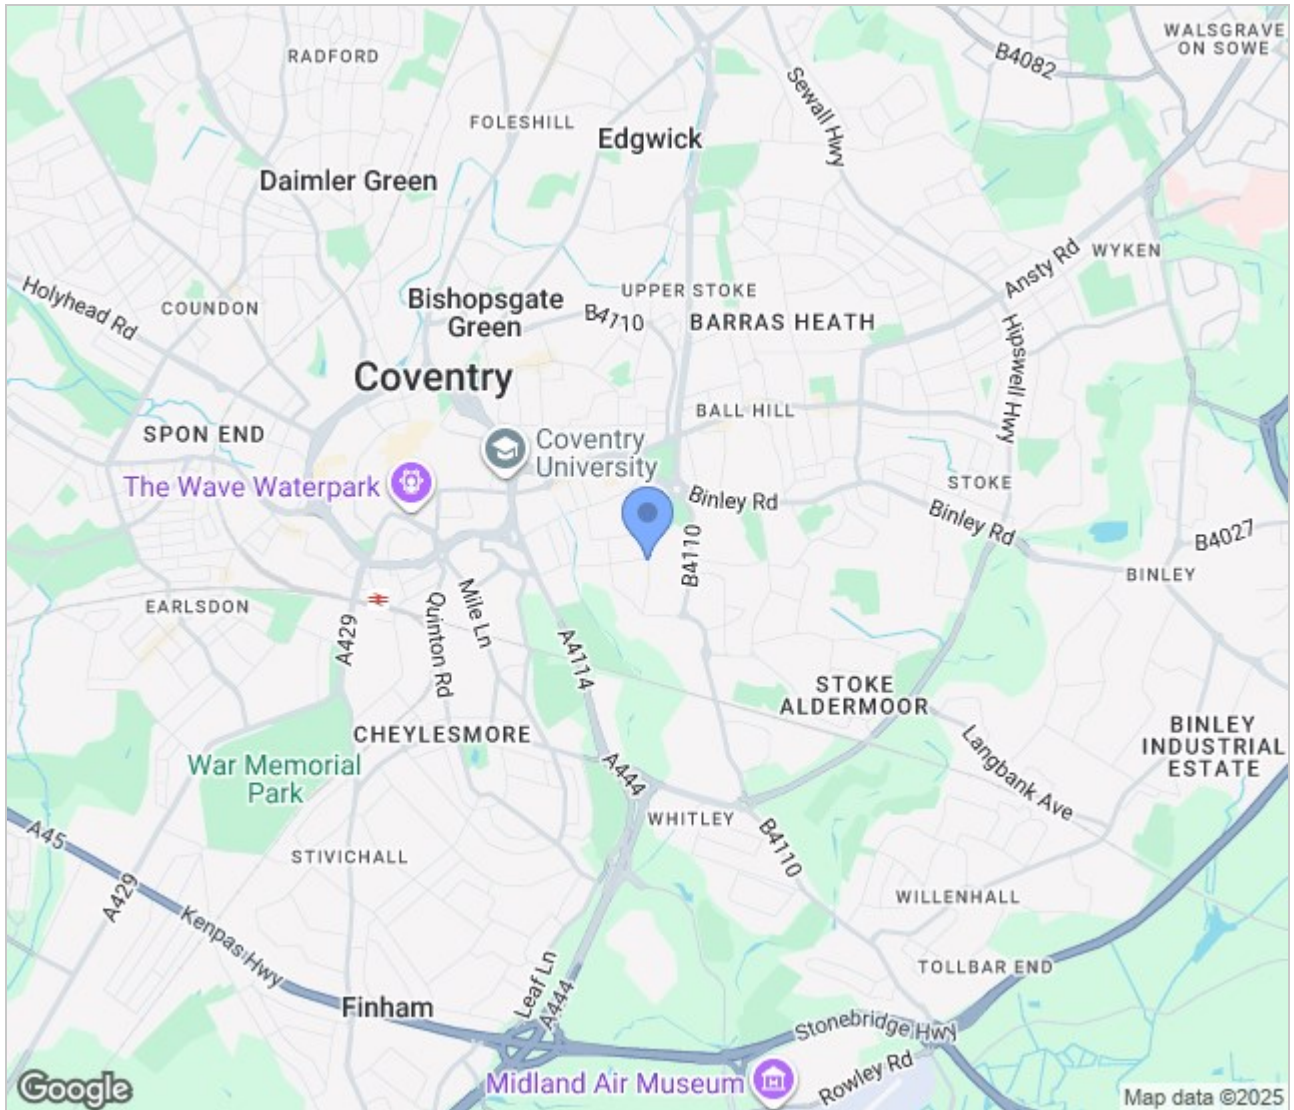 WALSGRAVE
ON SOWE
RADFORD
B4082
Sewall Hwy
FOLESHILL
Edgwick
Daimler Green
WYKEN
Ansty Rd
Holyhead Rd
COUNDON
Bishopsgate
Green
UPPER STOKE
B4110
BARRAS HEATH
Hipswell Hwy
Coventry
BALL HILL
SPON END
Coventry
University
The Wave Waterpark
STOKE
Binley Rd
Binley Rd
B4027
B4110
BINLEY
EARLSDON
A429
Quinton Rd
Mile Ln
A4114
STOKE
ALDERMOOR
CHEYLESMORE
BINLEY
INDUSTRIAL
ESTATE
Langbank Ave
War Memorial
Park
A444
WHITLEY
B4110
A45
STIVICHALL
A429
WILLENHALL
Kenpas Hwy
TOLLBAR END
Leaf Ln
A444
Finham
Stonebridge Hwy
Midland Air Museum
Rowley Rd
Google
Map data ©2025